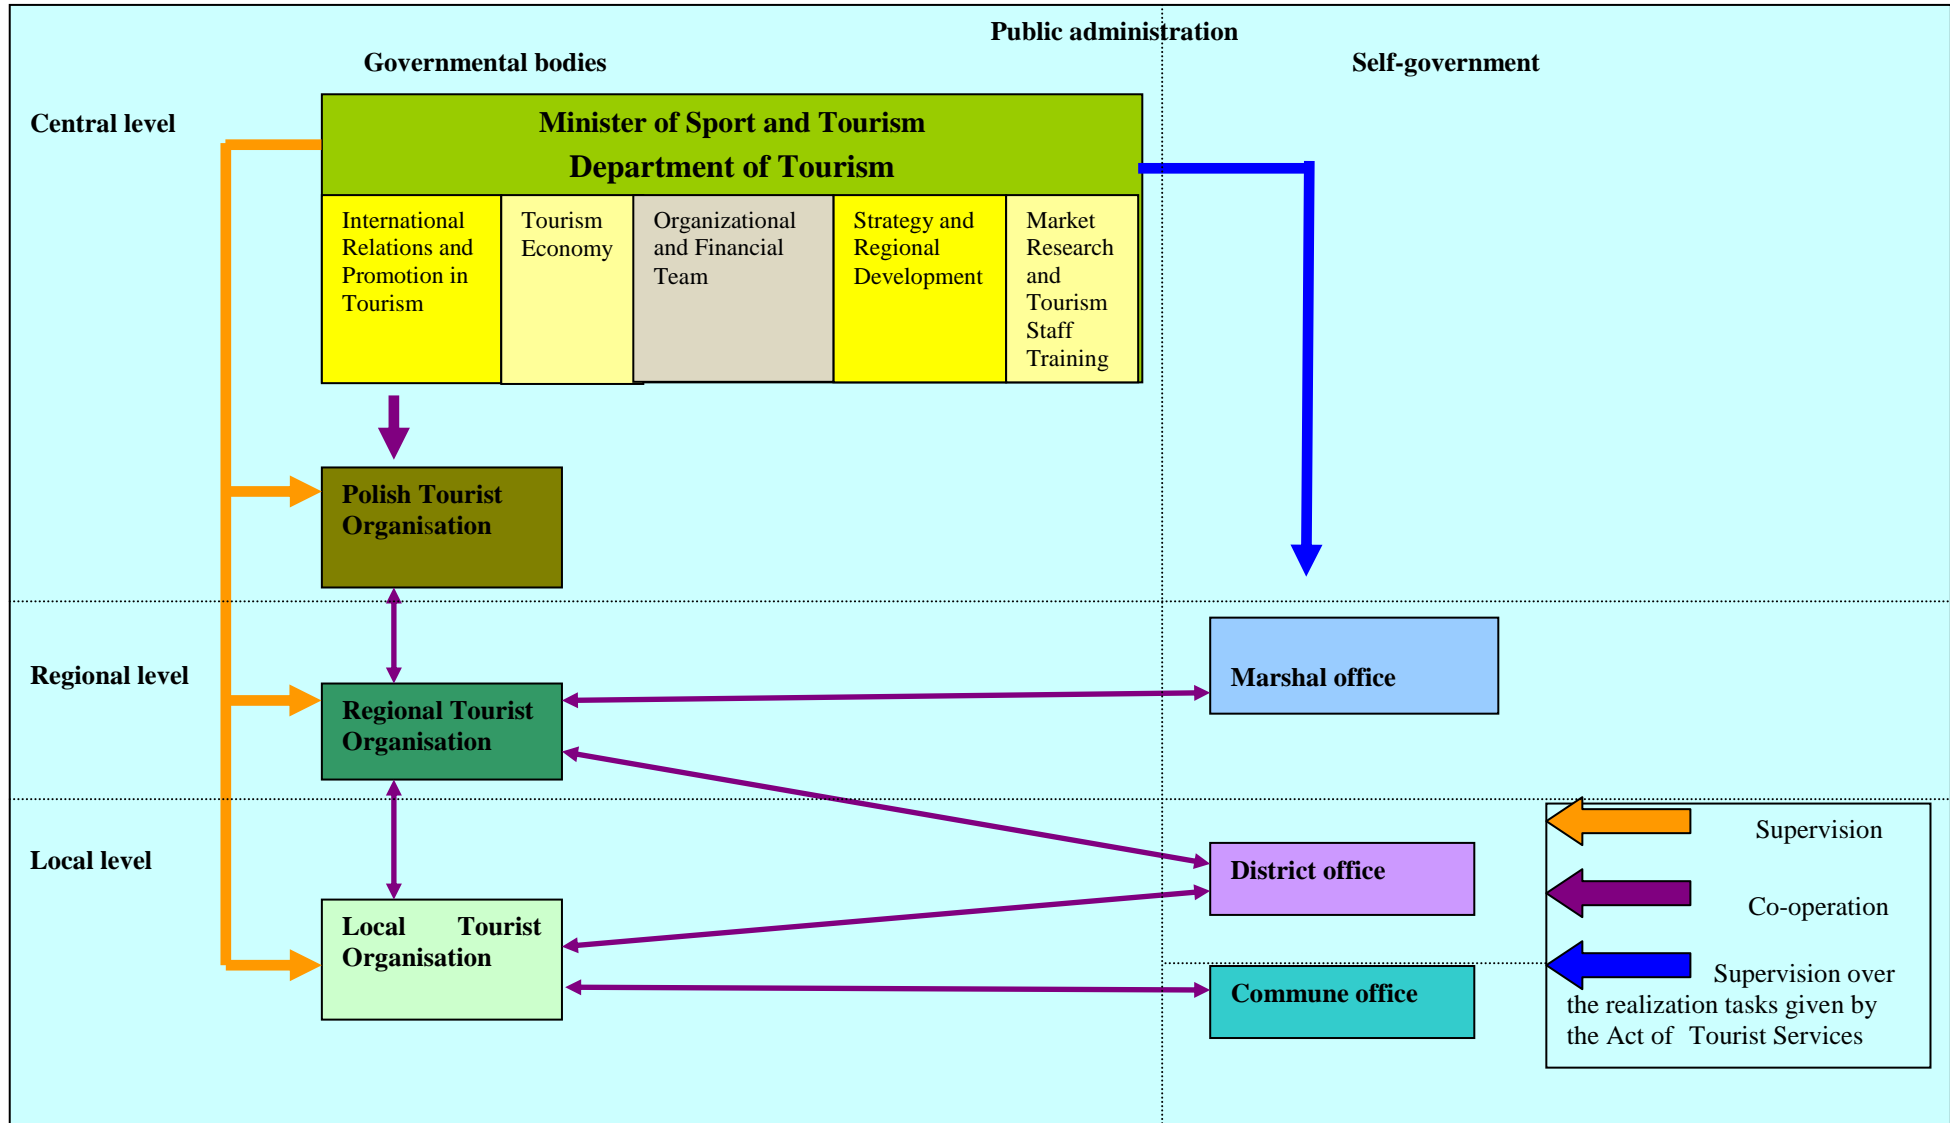 Public administration
Governmental bodies
Self-government
Central level
Minister of Sport and Tourism
Department of Tourism
International
Relations and
Promotion in
Tourism
Tourism
Economy
Organizational
and Financial
Team
Strategy and
Regional
Development
Market
Research
and
Tourism
Staff
Training
Polish Tourist
Organisation
Regional level
Regional Tourist
Organisation
Marshal office
Local level
Local Tourist
Organisation
District office
Commune office
Supervision
Co-operation
Supervision over
the realization tasks given by
the Act of Tourist Services